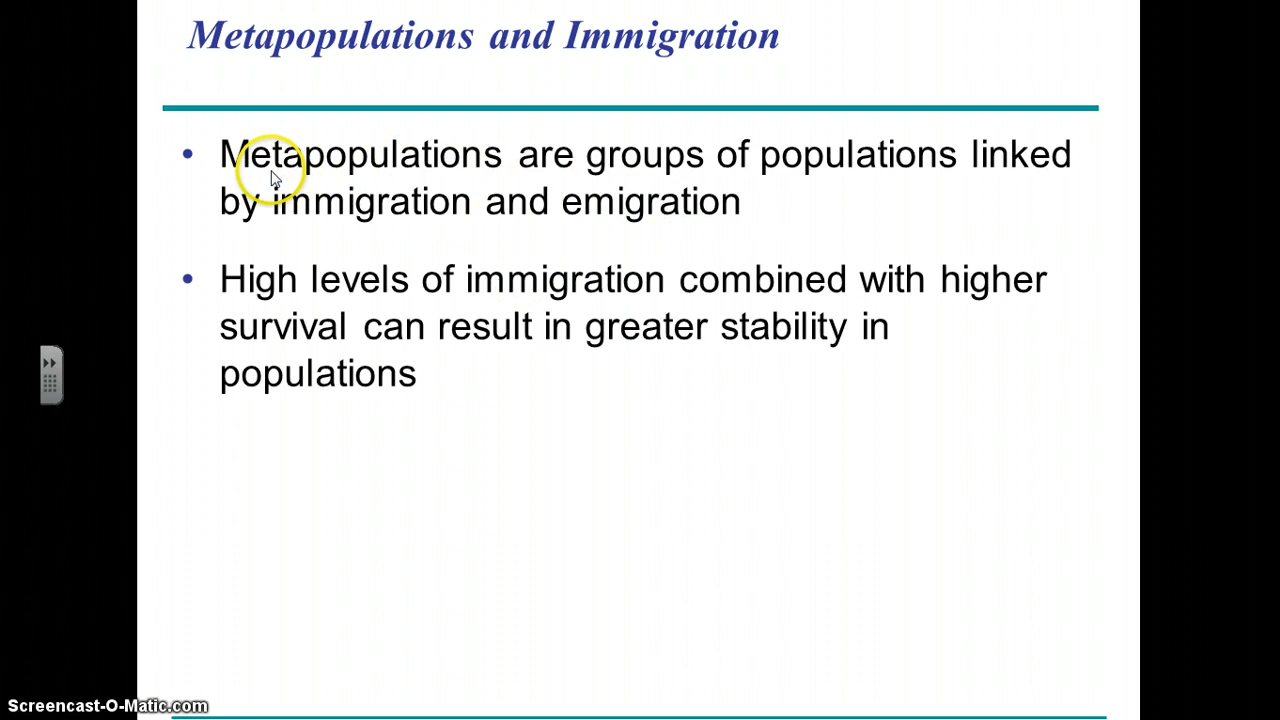 Metapopulations and Immigration
• Metapopulations are groups of populations linked
by immigration and emigration
• High levels of immigration combined with higher
survival can result in greater stability in
populations
Screencast-O-Matic.com